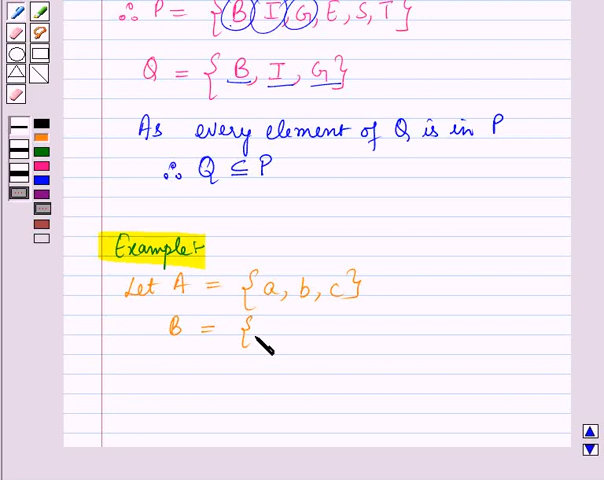 ∴ P = {B, I, G, E, S, T}
Q = {B, I, G}
As every element of Q is in P
∴ Q ⊆ P
Example:-
Let A = {a, b, c}
B = {